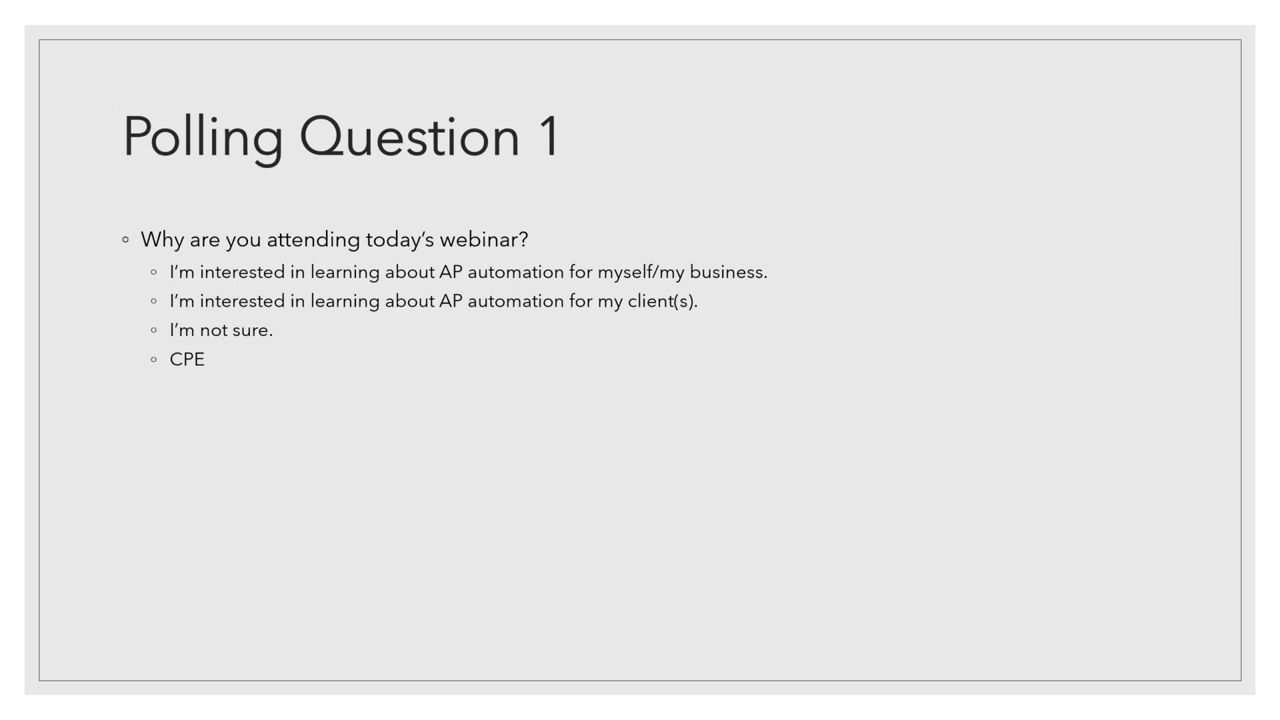 Polling Question 1
◦ Why are you attending today’s webinar?
◦ I’m interested in learning about AP automation for myself/my business.
◦ I’m interested in learning about AP automation for my client(s).
◦ I’m not sure.
◦ CPE